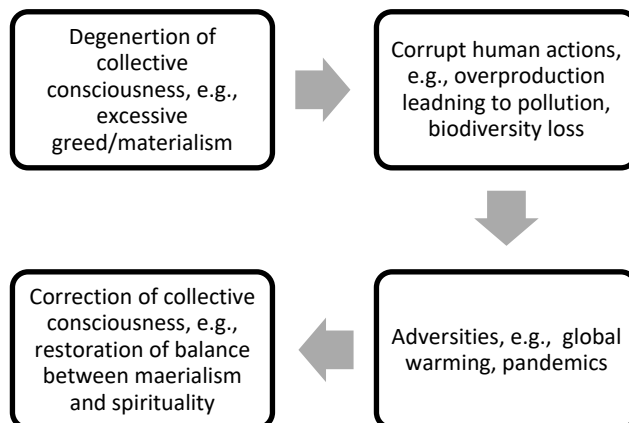 Degenertion of
collective
consciousness, e.g.,
excessive
greed/materialism
Corrupt human actions,
e.g., overproduction
leadning to pollution,
biodiversity loss
Adversities, e.g., global
warming, pandemics
Correction of collective
consciousness, e.g.,
restoration of balance
between maerialism
and spirituality